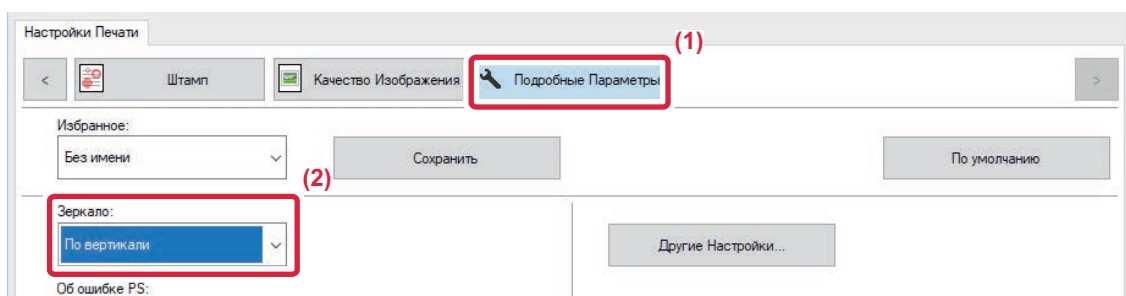 Настройки Печати
(1)
< Штамп Качество Изображения Подробные Параметры >
Избранное:
Без имени Сохранить По умолчанию
(2)
Зеркало:
По вертикали Другие Настройки...
Об ошибке PS: